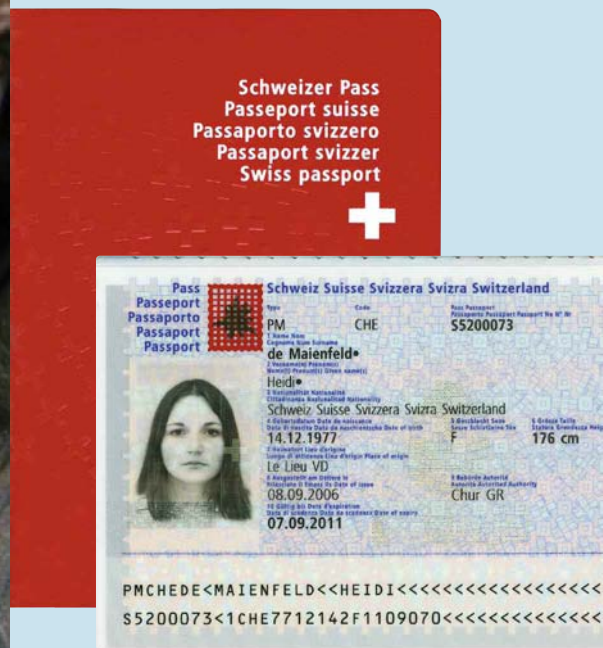 Schweizer Pass
Passeport suisse
Passaporto svizzero
Passaport svizzer
Swiss passport
Pass
Passeport
Passaporto
Passaport
Passport
Schweiz Suisse Svizzera Svizra Switzerland
Type Code
PM CHE S5200073
de Maienfeld•
Heidi•
Schweiz Suisse Svizzera Svizra Switzerland
14.12.1977 F 176 cm
Le Lieu VD
08.09.2006 Chur GR
07.09.2011
PMCHEDE<MAIENFELD<<HEIDI<<<<<<<<<<<<<<<<<<
S5200073<1CHE7712142F1109070<<<<<<<<<<<<<<